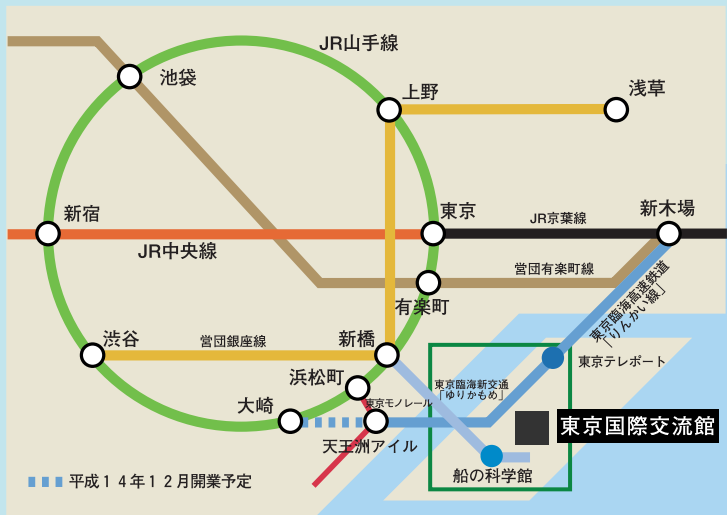 JR山手線
池袋
上野
浅草
新宿
東京
JR京葉線
新木場
JR中央線
営団有楽町線
有楽町
東京臨海高速鉄道
「りんかい線」
渋谷
営団銀座線
新橋
東京テレポート
浜松町
東京臨海新交通
「ゆりかもめ」
大崎
東京モノレール
東京国際交流館
天王洲アイル
船の科学館
平成14年12月開業予定